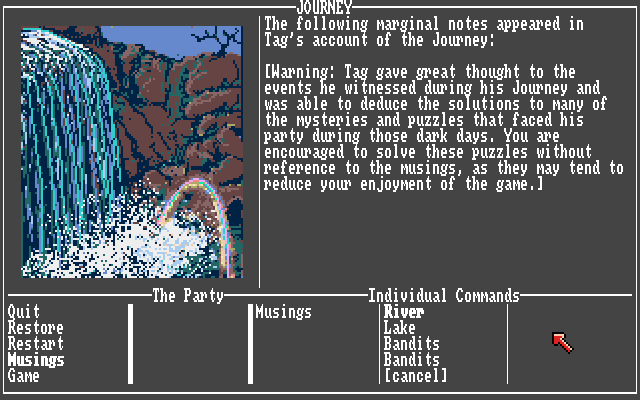 JOURNEY
The following marginal notes appeared in
Tag's account of the Journey:
[Warning: Tag gave great thought to the
events he witnessed during his Journey and
was able to deduce the solutions to many of
the mysteries and puzzles that faced his
party during those dark days. You are
encouraged to solve these puzzles without
reference to the musings, as they may tend to
reduce your enjoyment of the game.]
The Party
Individual Commands
Quit
Restore
Restart
Musings
Game
Musings
River
Lake
Bandits
Bandits
[cancel]